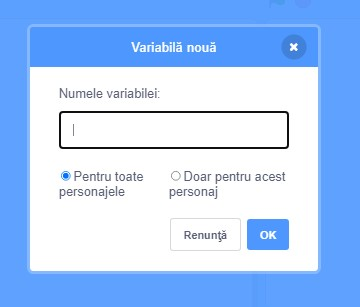 Variabilă nouă
Numele variabilei:
Pentru toate personajele
Doar pentru acest personaj
Renunţă
OK